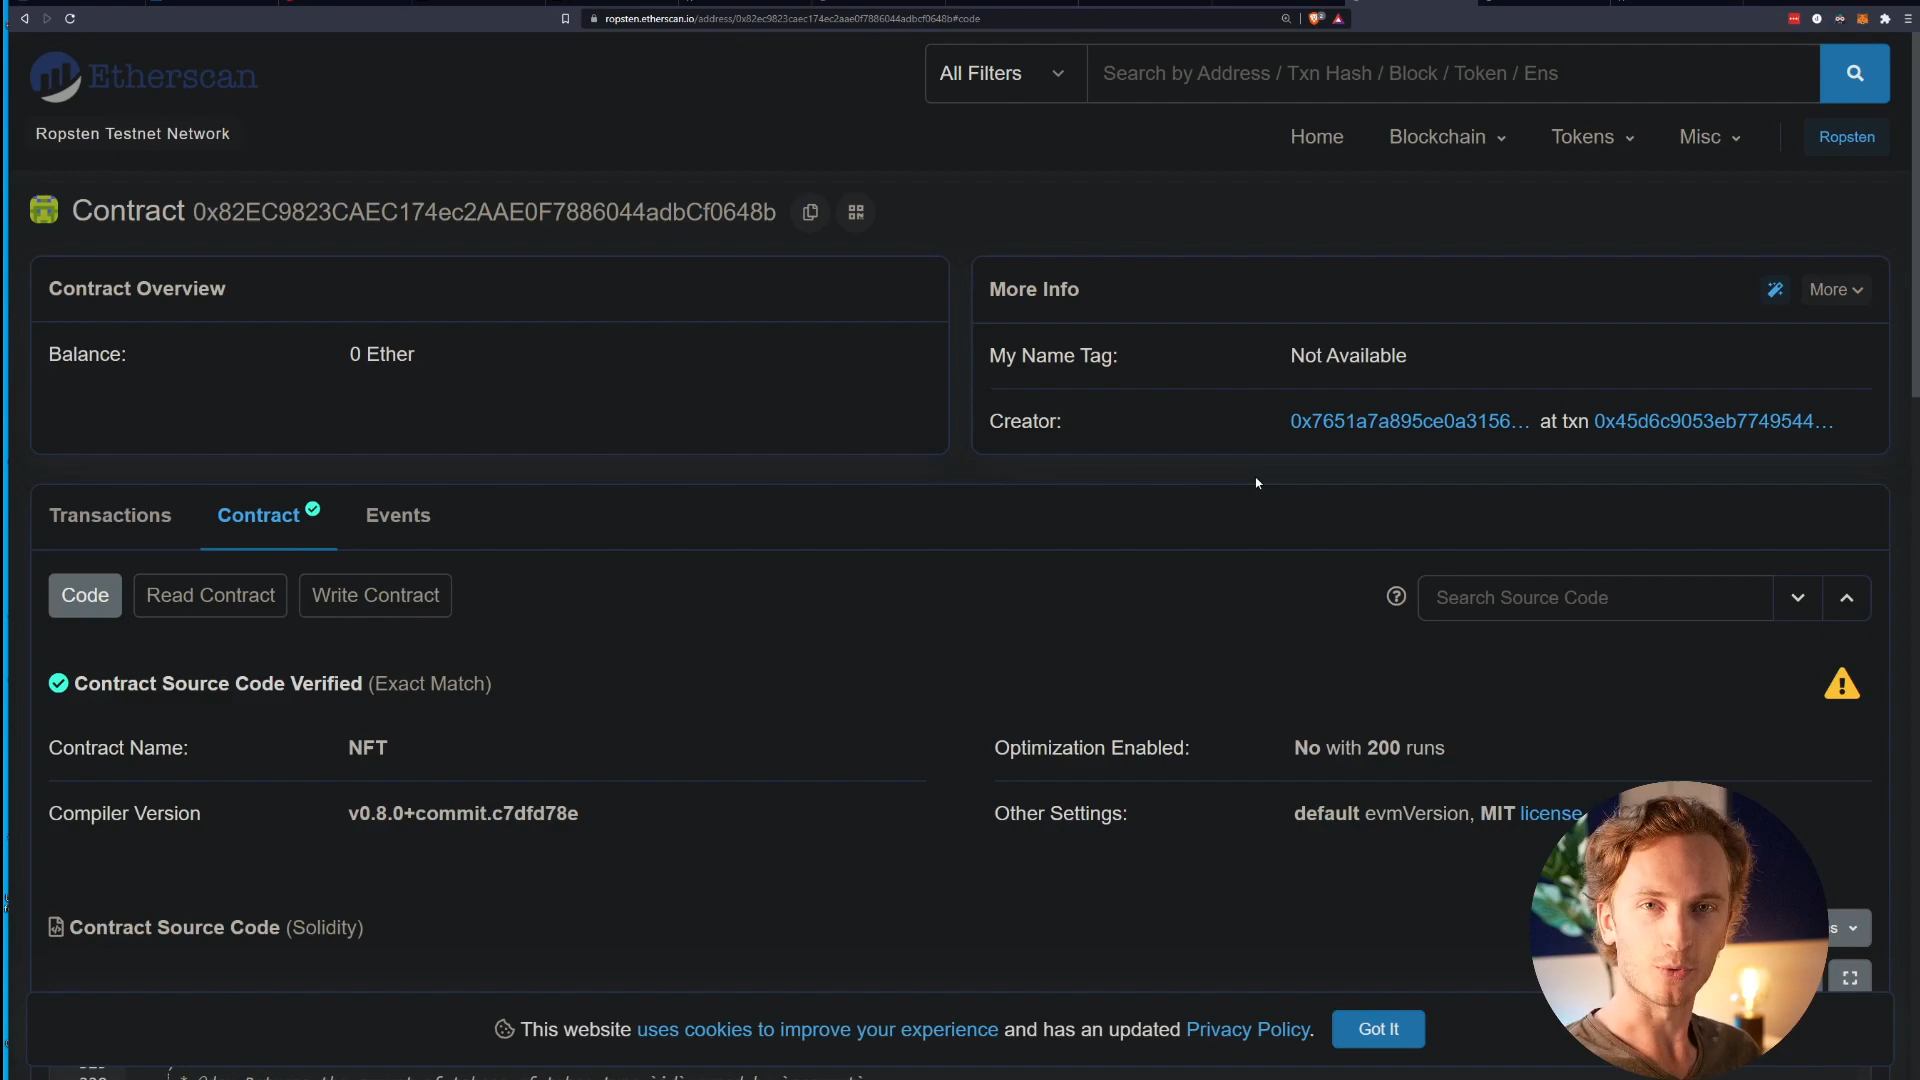 ropsten.etherscan.io/address/0x82ec9823caec174ec2aae0f7886044adbcf0648b#code
Etherscan
All Filters
Search by Address / Txn Hash / Block / Token / Ens
Ropsten Testnet Network
Home
Blockchain
Tokens
Misc
Ropsten
Contract 0x82EC9823CAEC174ec2AAE0F7886044adbCf0648b
Contract Overview
Balance:
0 Ether
More Info
More
My Name Tag:
Not Available
Creator:
0x7651a7a895ce0a3156... at txn 0x45d6c9053eb7749544...
Transactions
Contract
Events
Code
Read Contract
Write Contract
Search Source Code
Contract Source Code Verified (Exact Match)
Contract Name:
NFT
Optimization Enabled:
No with 200 runs
Compiler Version
v0.8.0+commit.c7dfd78e
Other Settings:
default evmVersion, MIT license
Contract Source Code (Solidity)
This website uses cookies to improve your experience and has an updated Privacy Policy.
Got It